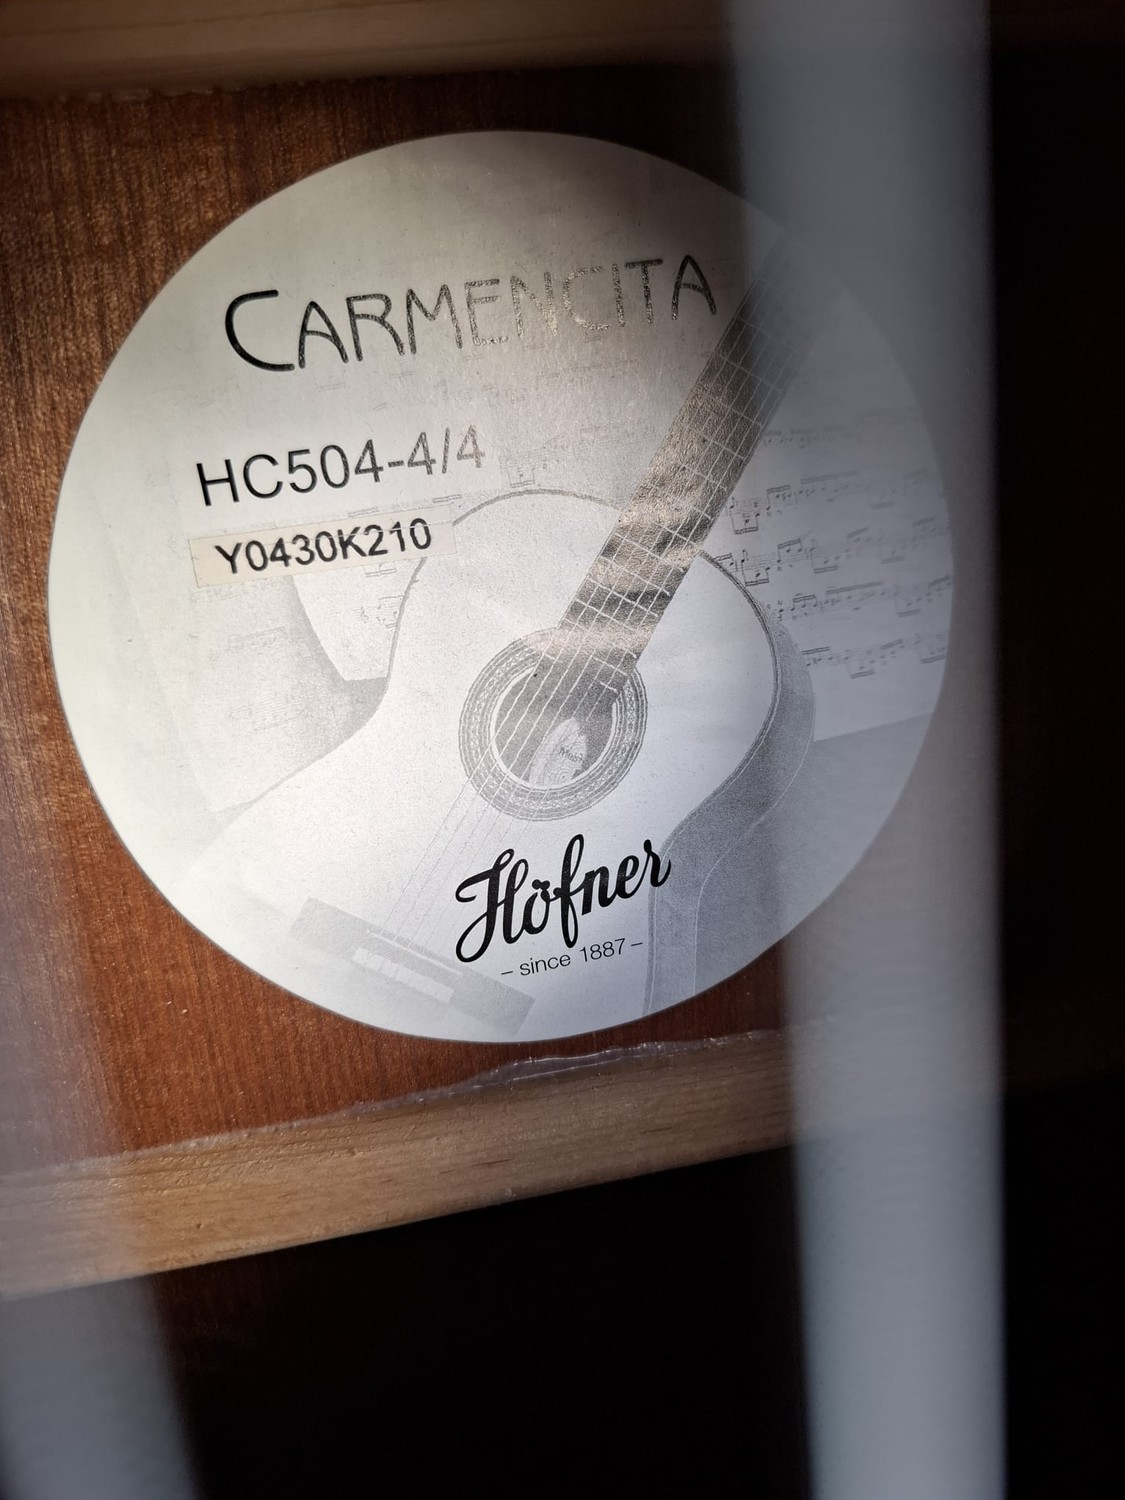 CARMENCITA
HC504-4/4
Y0430K210
Höfner
– since 1887 –